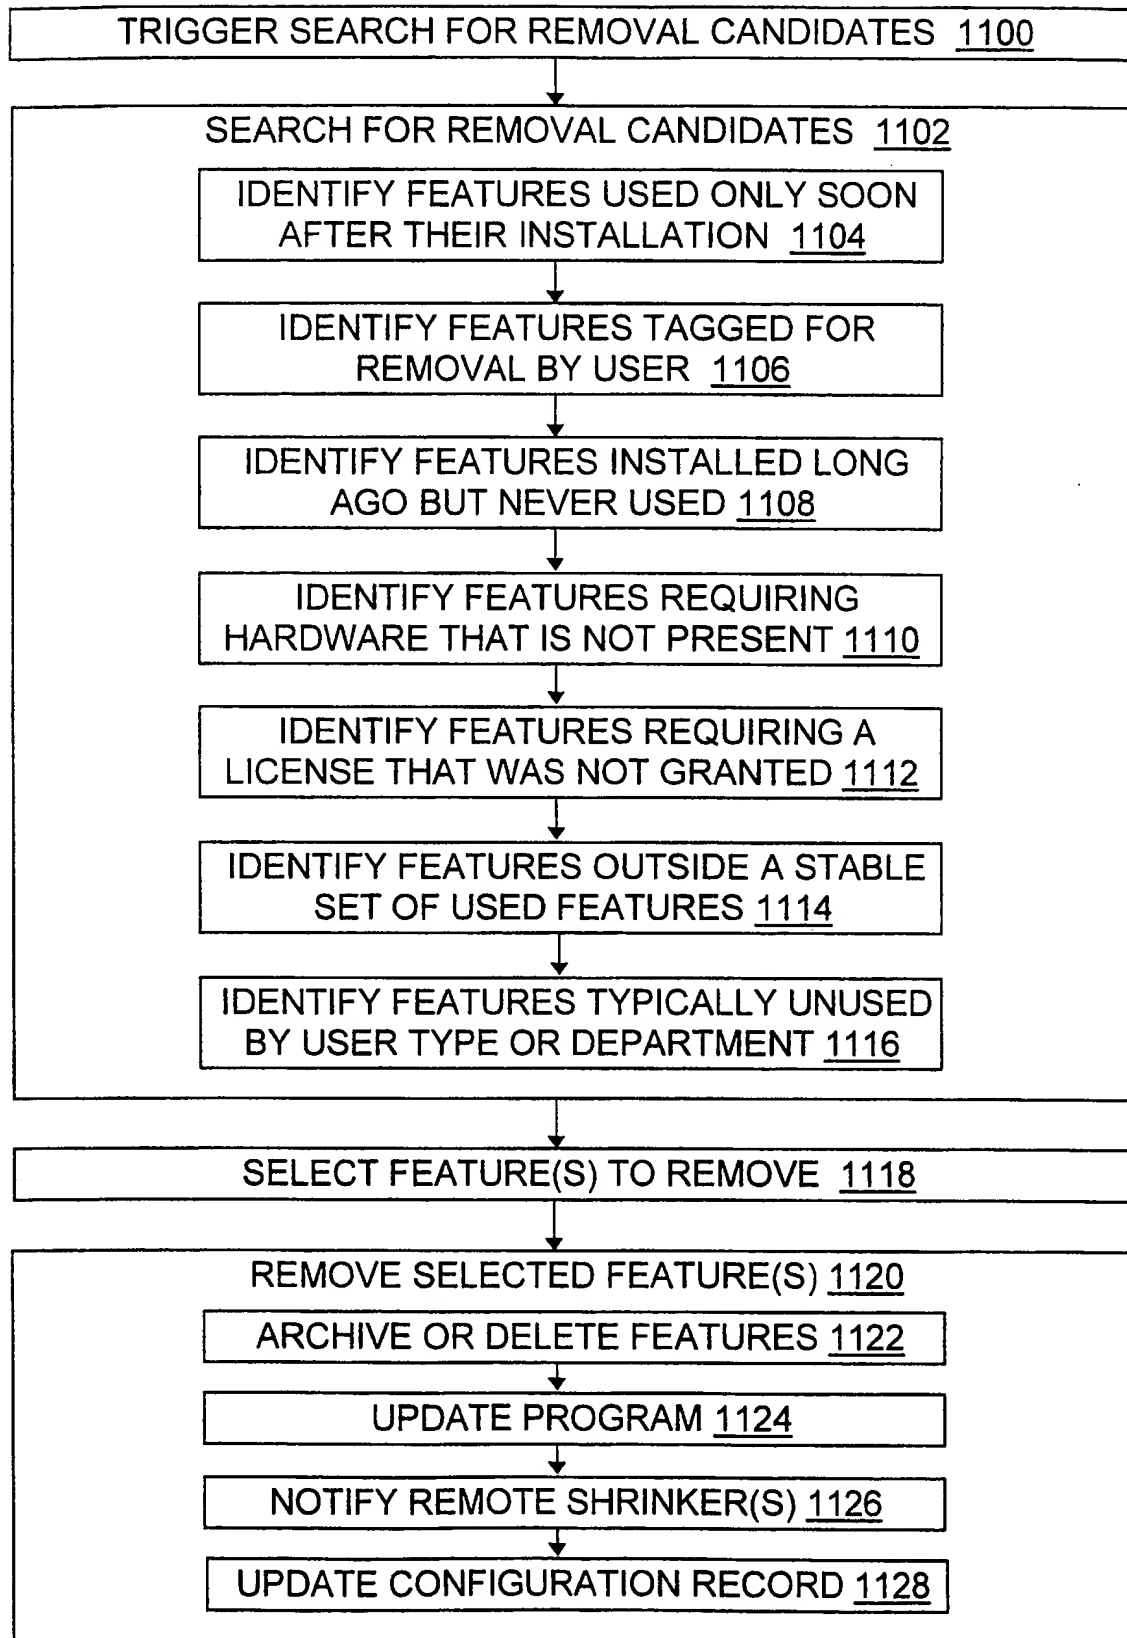 TRIGGER SEARCH FOR REMOVAL CANDIDATES 1100
SEARCH FOR REMOVAL CANDIDATES 1102
IDENTIFY FEATURES USED ONLY SOON
AFTER THEIR INSTALLATION 1104
IDENTIFY FEATURES TAGGED FOR
REMOVAL BY USER 1106
IDENTIFY FEATURES INSTALLED LONG
AGO BUT NEVER USED 1108
IDENTIFY FEATURES REQUIRING
HARDWARE THAT IS NOT PRESENT 1110
IDENTIFY FEATURES REQUIRING A
LICENSE THAT WAS NOT GRANTED 1112
IDENTIFY FEATURES OUTSIDE A STABLE
SET OF USED FEATURES 1114
IDENTIFY FEATURES TYPICALLY UNUSED
BY USER TYPE OR DEPARTMENT 1116
SELECT FEATURE(S) TO REMOVE 1118
REMOVE SELECTED FEATURE(S) 1120
ARCHIVE OR DELETE FEATURES 1122
UPDATE PROGRAM 1124
NOTIFY REMOTE SHRINKER(S) 1126
UPDATE CONFIGURATION RECORD 1128